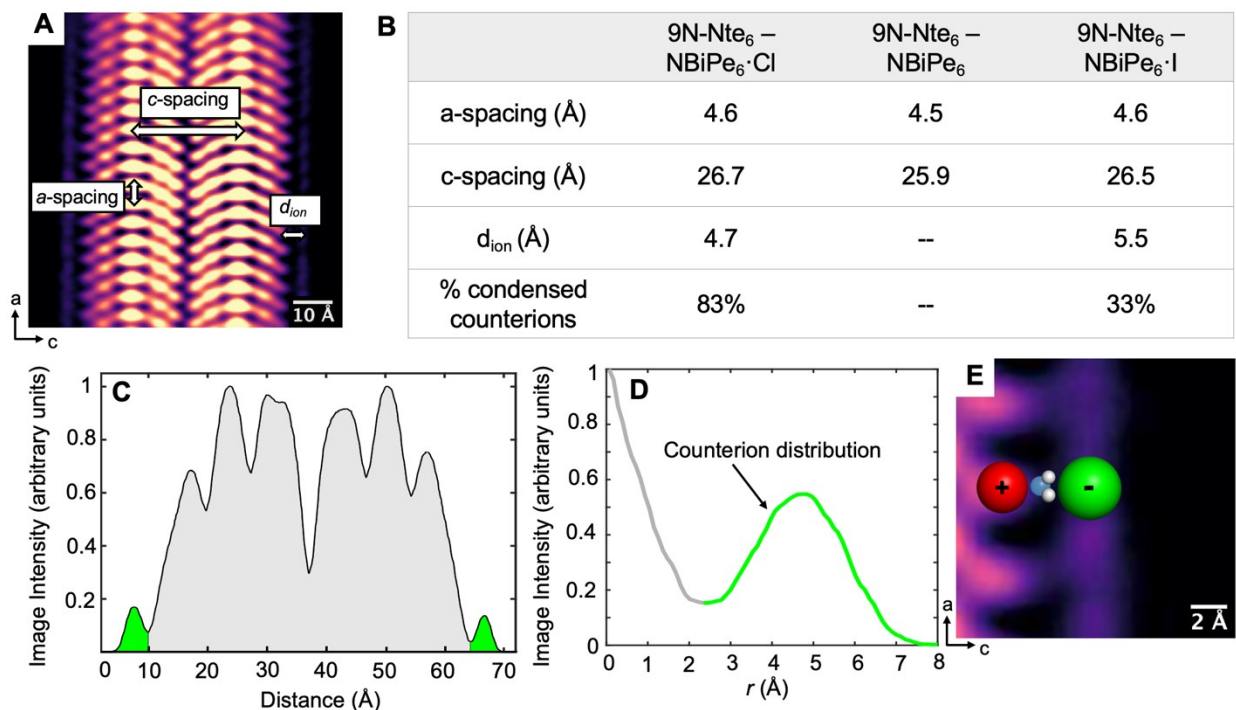 A
c-spacing
a-spacing
d_ion
10 Å
a
c
B
9N-Nte₆ –
NBiPe₆·Cl
9N-Nte₆ –
NBiPe₆
9N-Nte₆ –
NBiPe₆·I
a-spacing (Å) 4.6 4.5 4.6
c-spacing (Å) 26.7 25.9 26.5
d_ion (Å) 4.7 -- 5.5
% condensed
counterions
83% -- 33%
C
Image Intensity (arbitrary units)
1
0.8
0.6
0.4
0.2
0 10 20 30 40 50 60 70
Distance (Å)
D
Image Intensity (arbitrary units)
Counterion distribution
1
0.8
0.6
0.4
0.2
0
0 1 2 3 4 5 6 7 8
r (Å)
E
+
-
2 Å
a
c